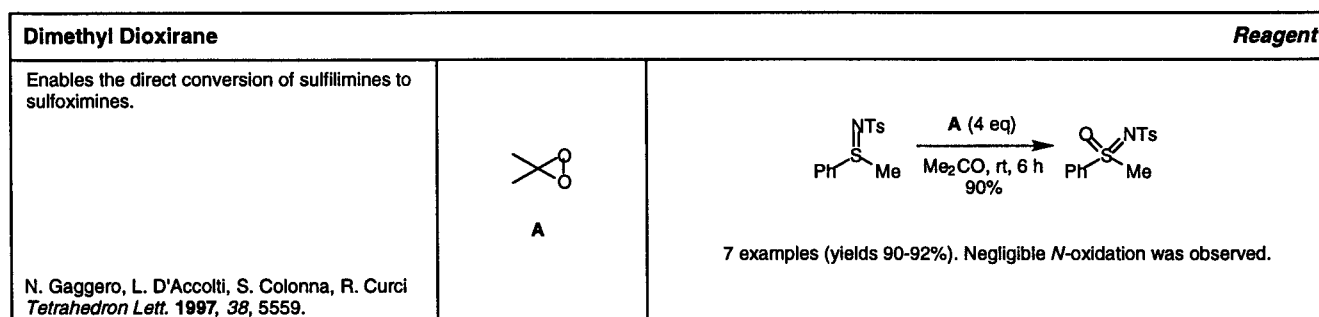 Dimethyl Dioxirane
Reagent
Enables the direct conversion of sulfilimines to
sulfoximines.
N. Gaggero, L. D'Accolti, S. Colonna, R. Curci
Tetrahedron Lett. 1997, 38, 5559.
O
O
A
NTs
S
Ph
Me
A (4 eq)
Me2CO, rt, 6 h
90%
O
NTs
S
Ph
Me
7 examples (yields 90-92%). Negligible N-oxidation was observed.